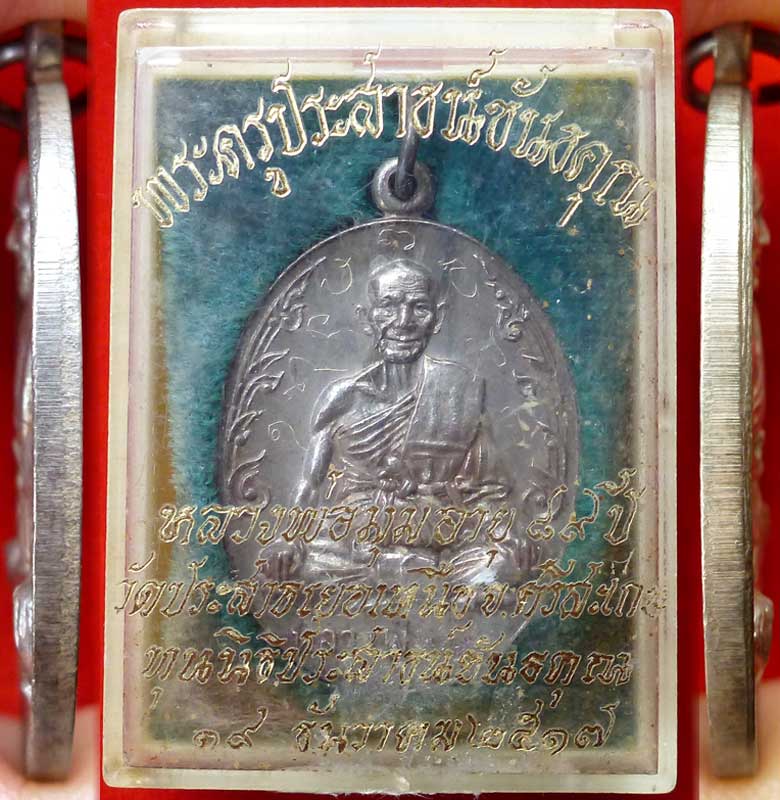 พระครูประสาธน์ขันธคุณ
หลวงพ่อมุม อายุ ๘๙ ปี
วัดประสาธเยอเหนือ จ.ศรีสะเกษ
ทุนนิธิประสาธน์ขันธคุณ
๑๙ ธันวาคม ๒๕๑๗